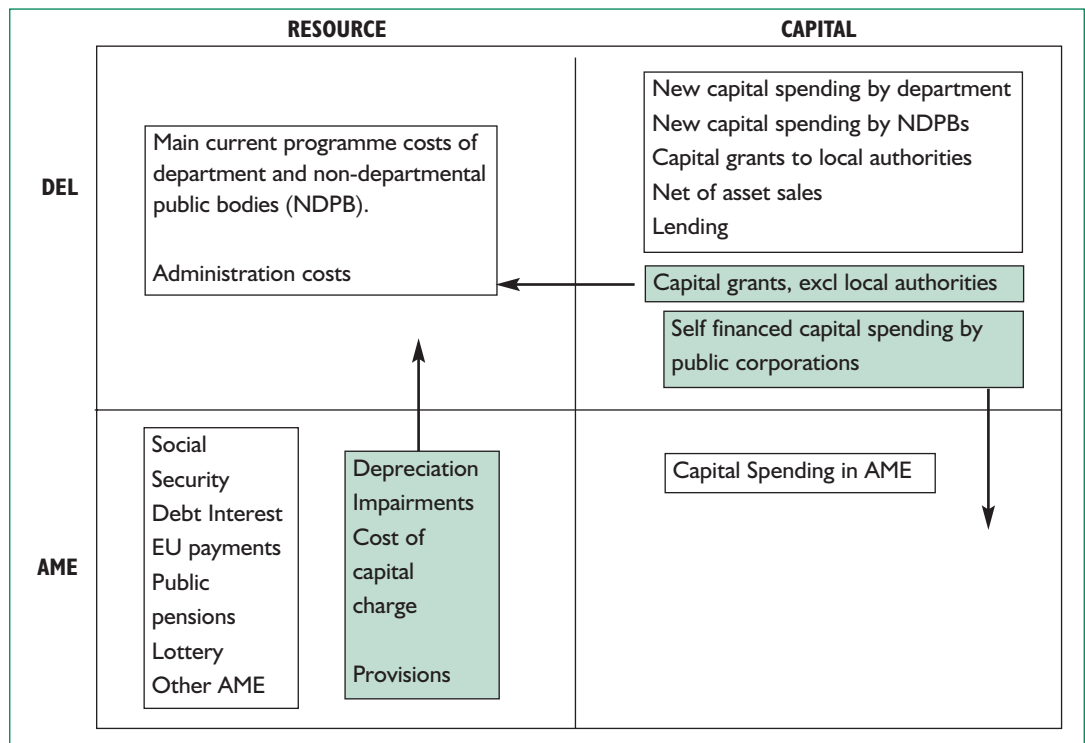 RESOURCE
CAPITAL
DEL
Main current programme costs of
department and non-departmental
public bodies (NDPB).
Administration costs
New capital spending by department
New capital spending by NDPBs
Capital grants to local authorities
Net of asset sales
Lending
Capital grants, excl local authorities
Self financed capital spending by
public corporations
AME
Social
Security
Debt Interest
EU payments
Public
pensions
Lottery
Other AME
Depreciation
Impairments
Cost of
capital
charge
Provisions
Capital Spending in AME